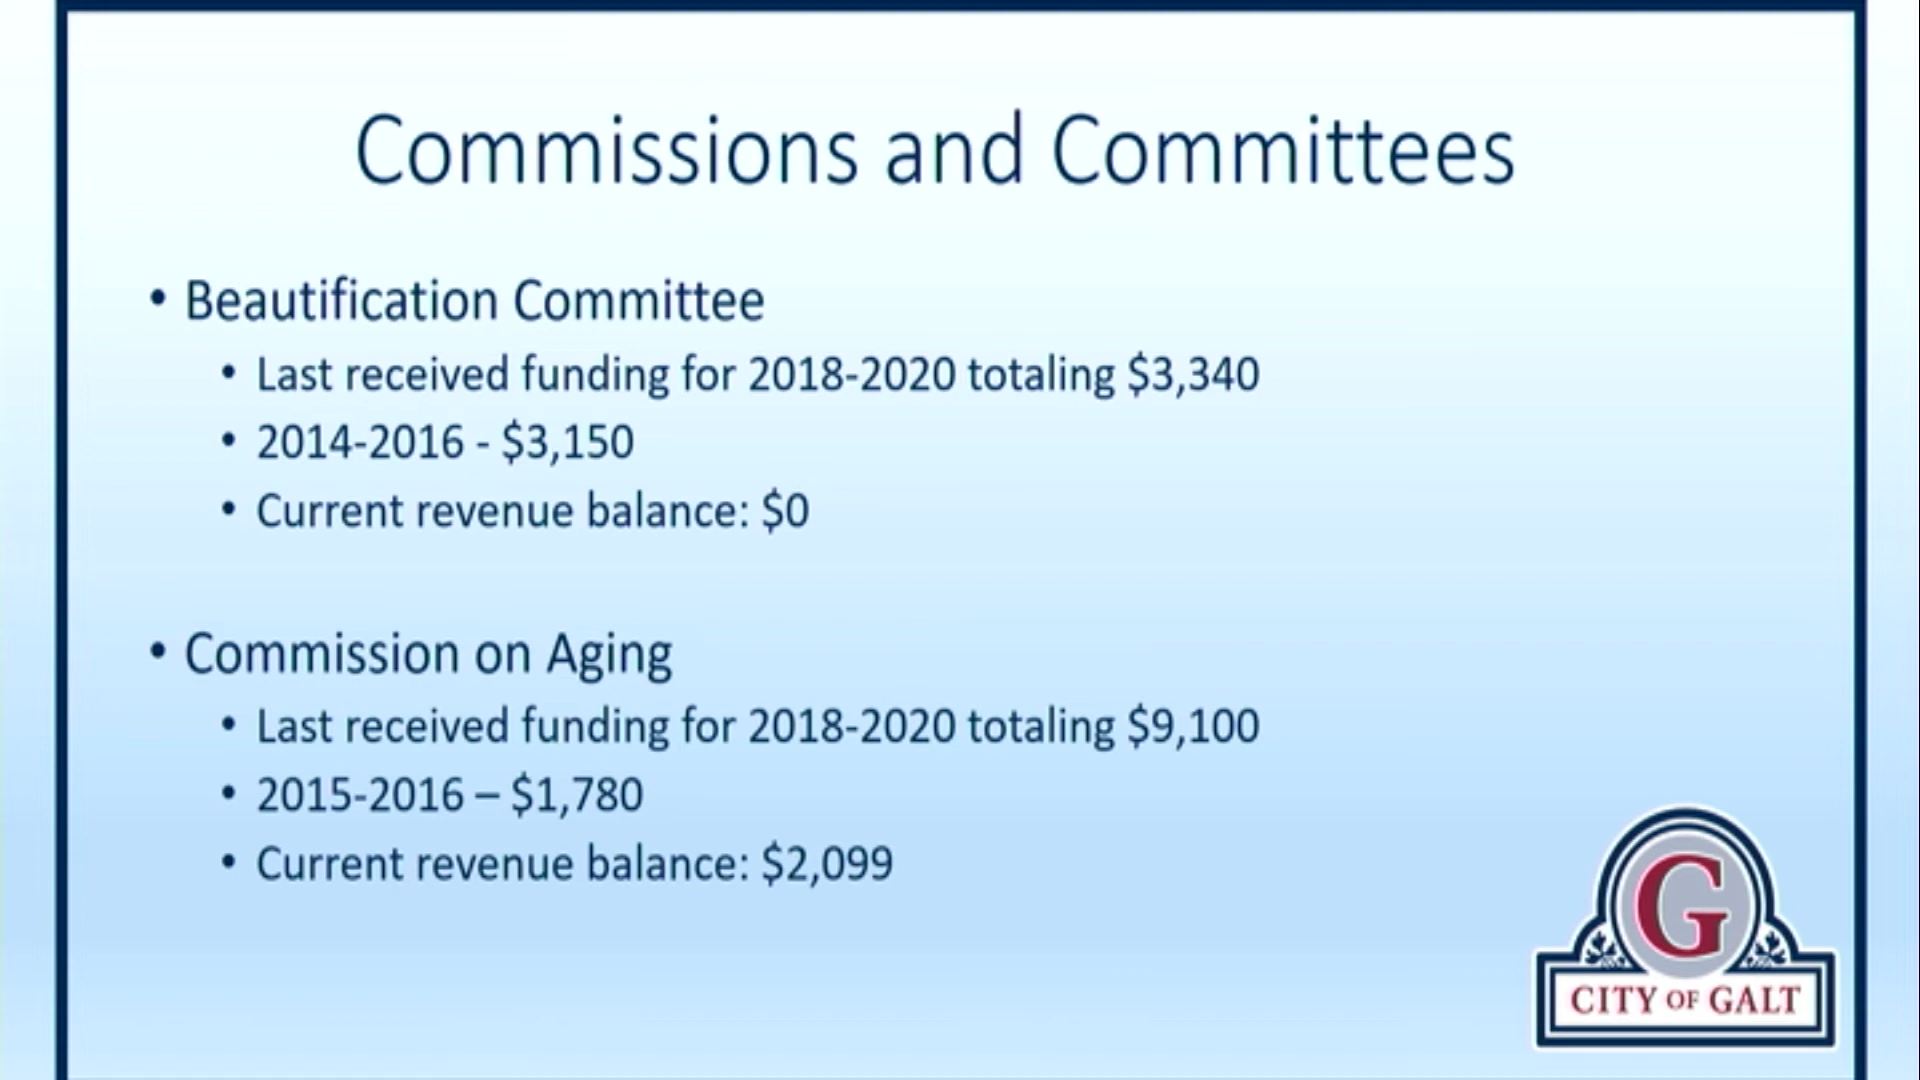 Commissions and Committees
• Beautification Committee
• Last received funding for 2018-2020 totaling $3,340
• 2014-2016 - $3,150
• Current revenue balance: $0
• Commission on Aging
• Last received funding for 2018-2020 totaling $9,100
• 2015-2016 – $1,780
• Current revenue balance: $2,099
G
CITY OF GALT